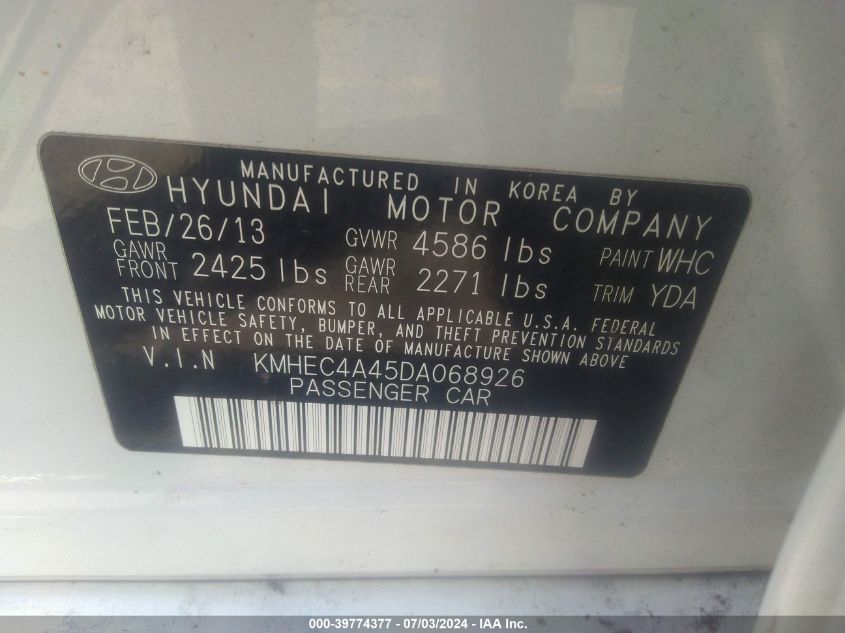 MANUFACTURED IN KOREA BY
HYUNDAI MOTOR COMPANY
FEB/26/13 GVWR 4586 lbs PAINT WHC
GAWR FRONT 2425 lbs GAWR REAR 2271 lbs TRIM YDA
THIS VEHICLE CONFORMS TO ALL APPLICABLE U.S.A. FEDERAL
MOTOR VEHICLE SAFETY, BUMPER, AND THEFT PREVENTION STANDARDS
IN EFFECT ON THE DATE OF MANUFACTURE SHOWN ABOVE
V.I.N KMHEC4A45DA068926
PASSENGER CAR
000-39774377 - 07/03/2024 - IAA Inc.